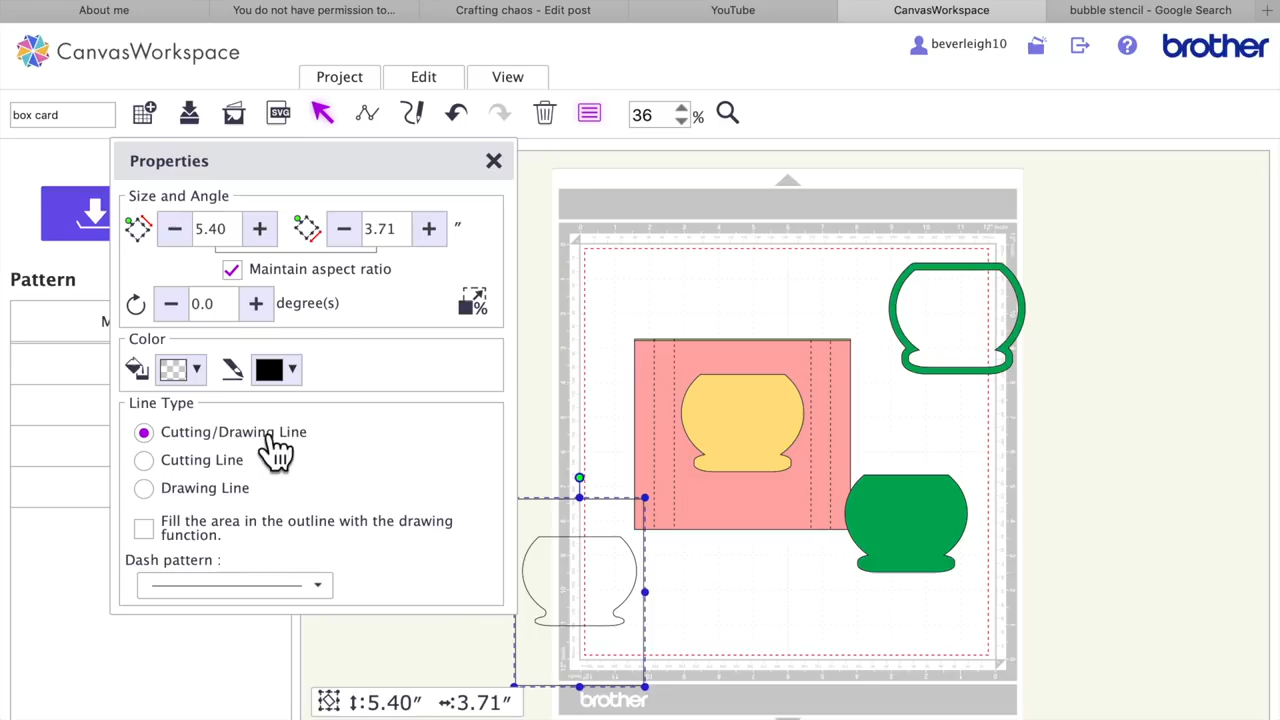 About me
You do not have permission to...
Crafting chaos - Edit post
YouTube
CanvasWorkspace
bubble stencil - Google Search
CanvasWorkspace
beverleigh10
brother
Project
Edit
View
box card
SVG
36
%
Properties
Size and Angle
5.40
3.71
″
Maintain aspect ratio
0.0
degree(s)
%
Color
Line Type
Cutting/Drawing Line
Cutting Line
Drawing Line
Fill the area in the outline with the drawing
function.
Dash pattern :
Pattern
M
5.40″
3.71″
brother